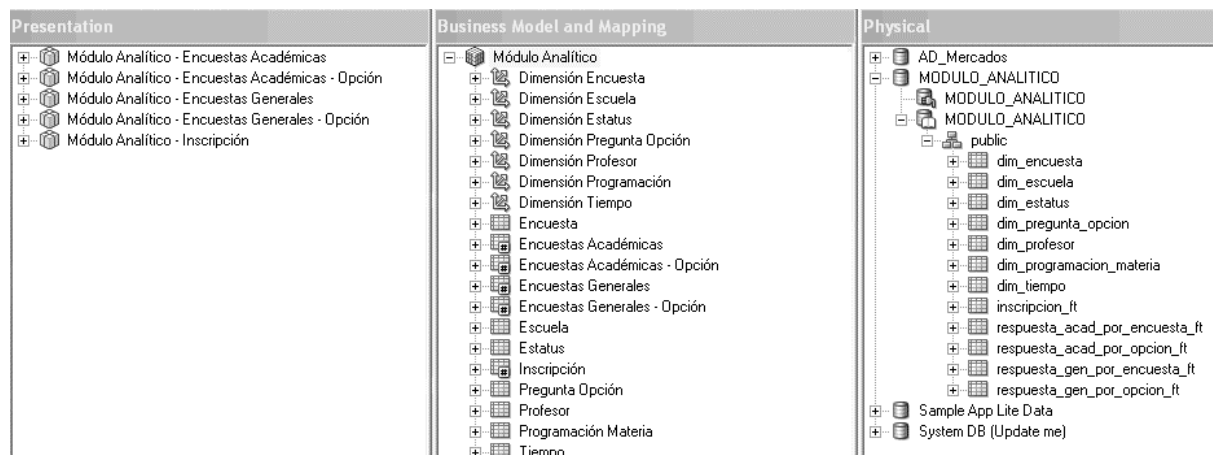 Presentation
Módulo Analítico - Encuestas Académicas
Módulo Analítico - Encuestas Académicas - Opción
Módulo Analítico - Encuestas Generales
Módulo Analítico - Encuestas Generales - Opción
Módulo Analítico - Inscripción
Business Model and Mapping
Módulo Analítico
Dimensión Encuesta
Dimensión Escuela
Dimensión Estatus
Dimensión Pregunta Opción
Dimensión Profesor
Dimensión Programación
Dimensión Tiempo
Encuesta
Encuestas Académicas
Encuestas Académicas - Opción
Encuestas Generales
Encuestas Generales - Opción
Escuela
Estatus
Inscripción
Pregunta Opción
Profesor
Programación Materia
Tiempo
Physical
AD_Mercados
MODULO_ANALITICO
MODULO_ANALITICO
MODULO_ANALITICO
public
dim_encuesta
dim_escuela
dim_estatus
dim_pregunta_opcion
dim_profesor
dim_programacion_materia
dim_tiempo
inscripcion_ft
respuesta_acad_por_encuesta_ft
respuesta_acad_por_opcion_ft
respuesta_gen_por_encuesta_ft
respuesta_gen_por_opcion_ft
Sample App Lite Data
System DB (Update me)